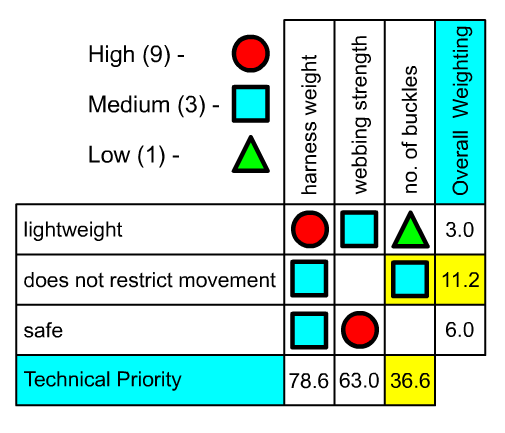 High (9) -
Medium (3) -
Low (1) -
harness weight
webbing strength
no. of buckles
Overall Weighting
lightweight
3.0
does not restrict movement
11.2
safe
6.0
Technical Priority
78.6
63.0
36.6